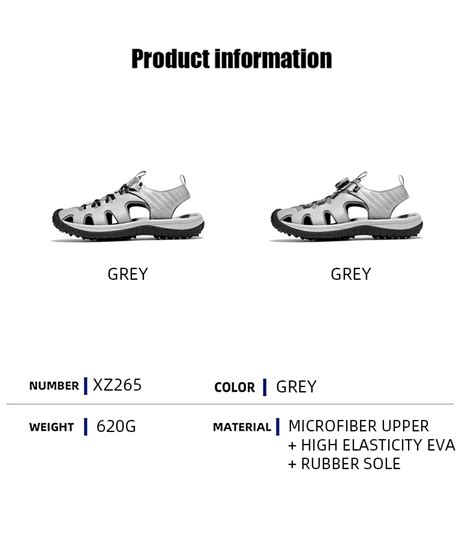 Product information
GREY
GREY
NUMBER XZ265
COLOR GREY
WEIGHT 620G
MATERIAL MICROFIBER UPPER
+ HIGH ELASTICITY EVA
+ RUBBER SOLE